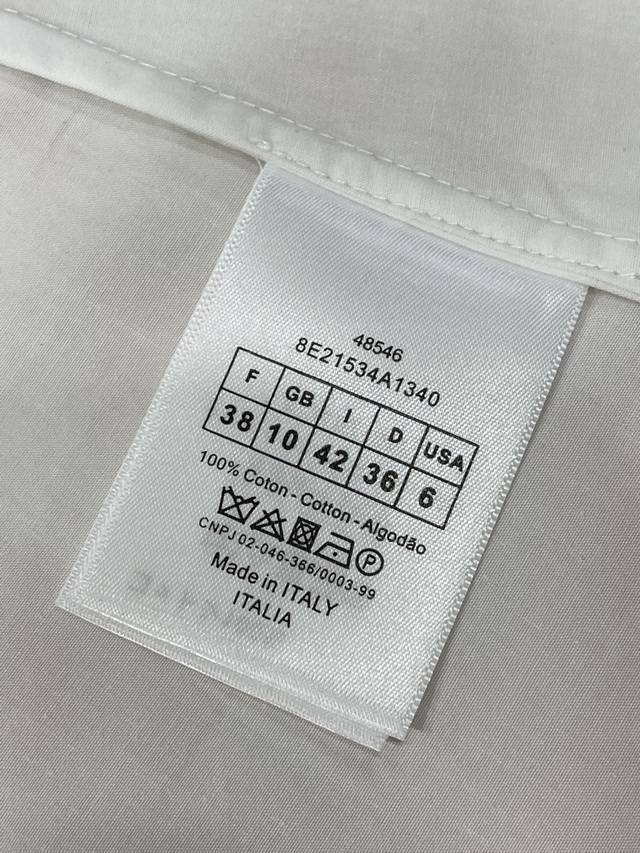 48546
8E21534A1340
F GB I D USA
38 10 42 36 6
100% Coton - Cotton - Algodão
P
CNPJ 02-046-366/0003-99
Made in ITALY
ITALIA